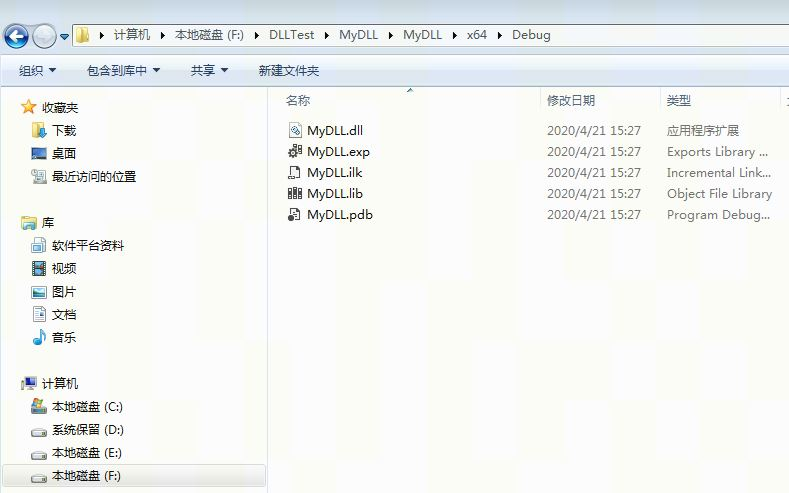 计算机 本地磁盘 (F:) DLLTest MyDLL MyDLL x64 Debug
组织 包含到库中 共享 新建文件夹
名称 修改日期 类型
收藏夹
下载
桌面
最近访问的位置
库
软件平台资料
视频
图片
文档
音乐
计算机
本地磁盘 (C:)
系统保留 (D:)
本地磁盘 (E:)
本地磁盘 (F:)
MyDLL.dll 2020/4/21 15:27 应用程序扩展
MyDLL.exp 2020/4/21 15:27 Exports Library ...
MyDLL.ilk 2020/4/21 15:27 Incremental Link...
MyDLL.lib 2020/4/21 15:27 Object File Library
MyDLL.pdb 2020/4/21 15:27 Program Debug...